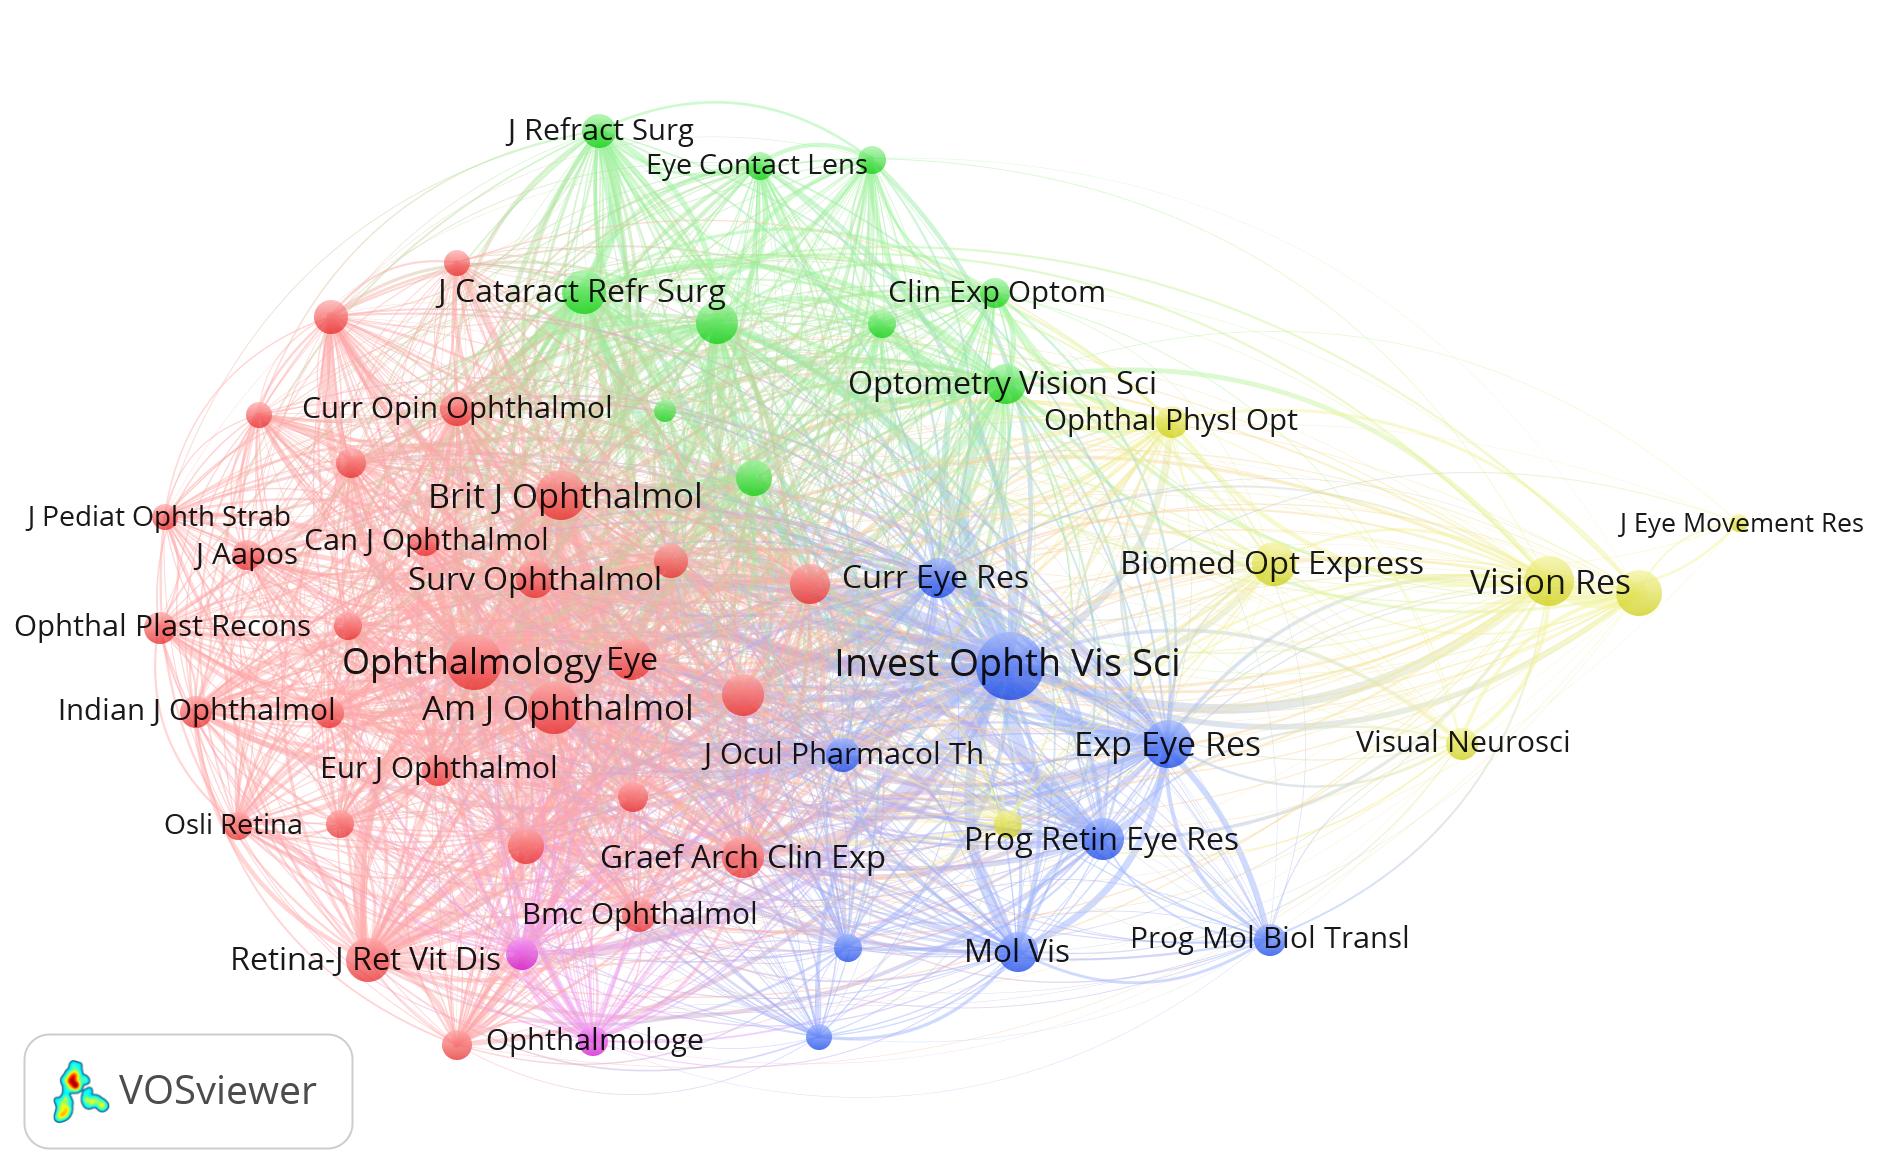 J Refract Surg
Eye Contact Lens
J Cataract Refr Surg
Clin Exp Optom
Optometry Vision Sci
Curr Opin Ophthalmol
Ophthal Physl Opt
Brit J Ophthalmol
J Pediat Ophth Strab
J Eye Movement Res
Can J Ophthalmol
J Aapos
Biomed Opt Express
Surv Ophthalmol
Curr Eye Res
Vision Res
Ophthal Plast Recons
Ophthalmology
Eye
Invest Ophth Vis Sci
Indian J Ophthalmol
Am J Ophthalmol
Visual Neurosci
Exp Eye Res
J Ocul Pharmacol Th
Eur J Ophthalmol
Osli Retina
Prog Retin Eye Res
Graef Arch Clin Exp
Bmc Ophthalmol
Prog Mol Biol Transl
Mol Vis
Retina-J Ret Vit Dis
Ophthalmologe
VOSviewer